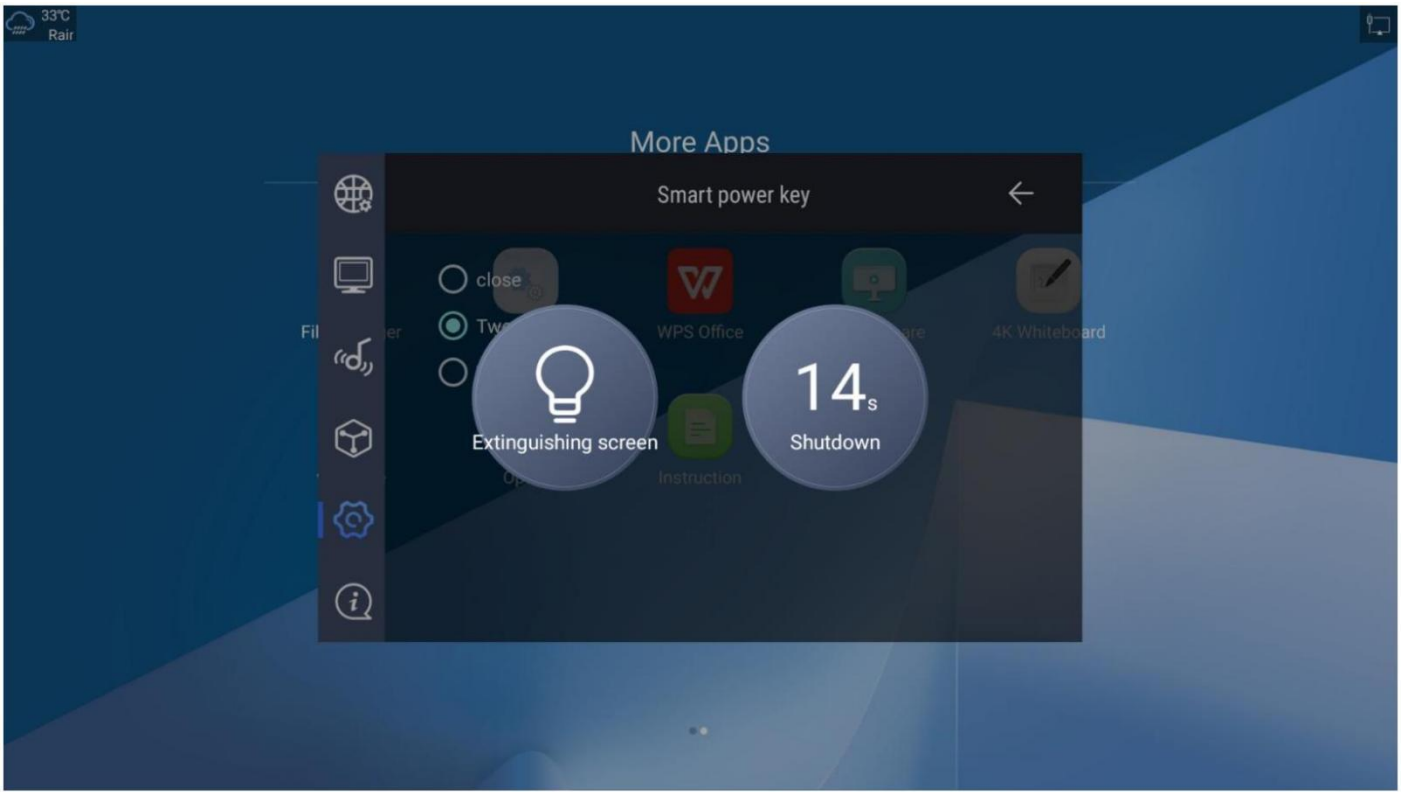 33℃
Rair
More Apps
Smart power key
close
WPS Office
4K Whiteboard
14s
Extinguishing screen
Shutdown
Instruction